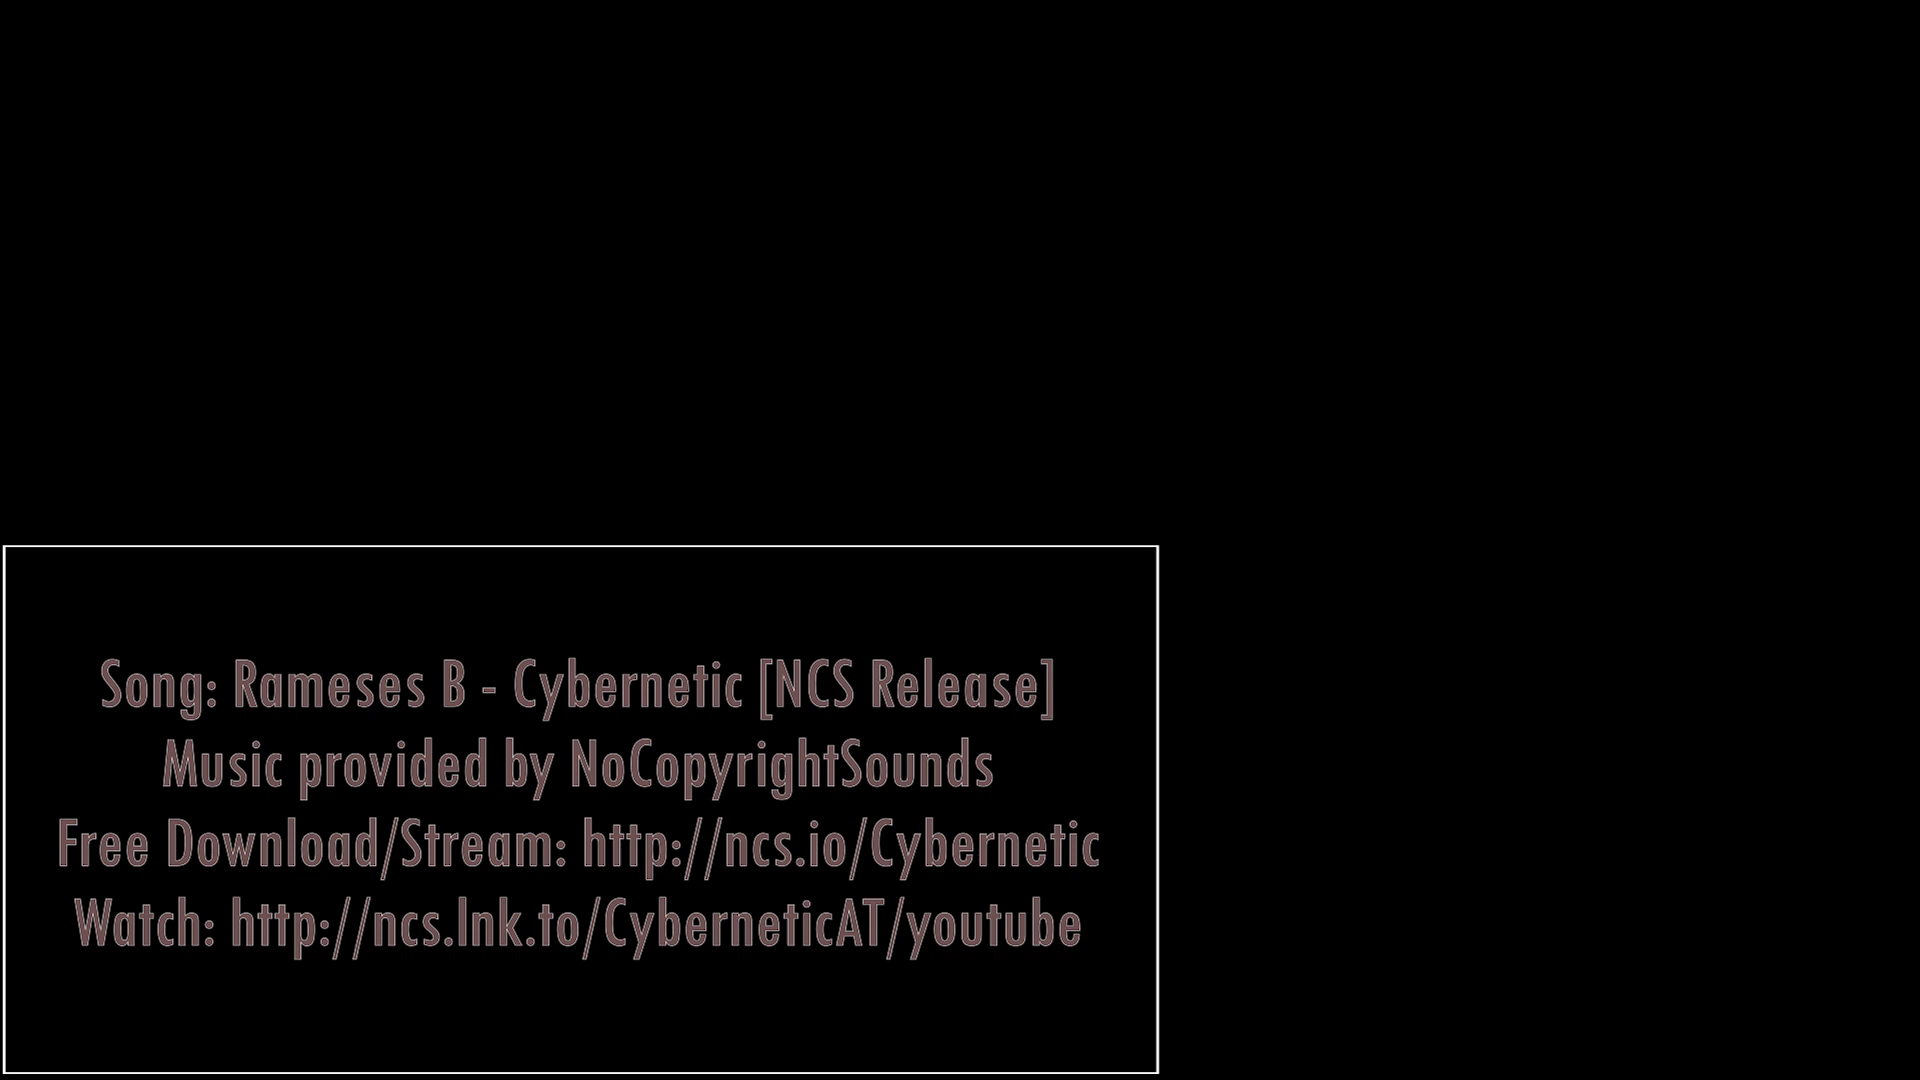 Song: Rameses B - Cybernetic [NCS Release]
Music provided by NoCopyrightSounds
Free Download/Stream: http://ncs.io/Cybernetic
Watch: http://ncs.lnk.to/CyberneticAT/youtube